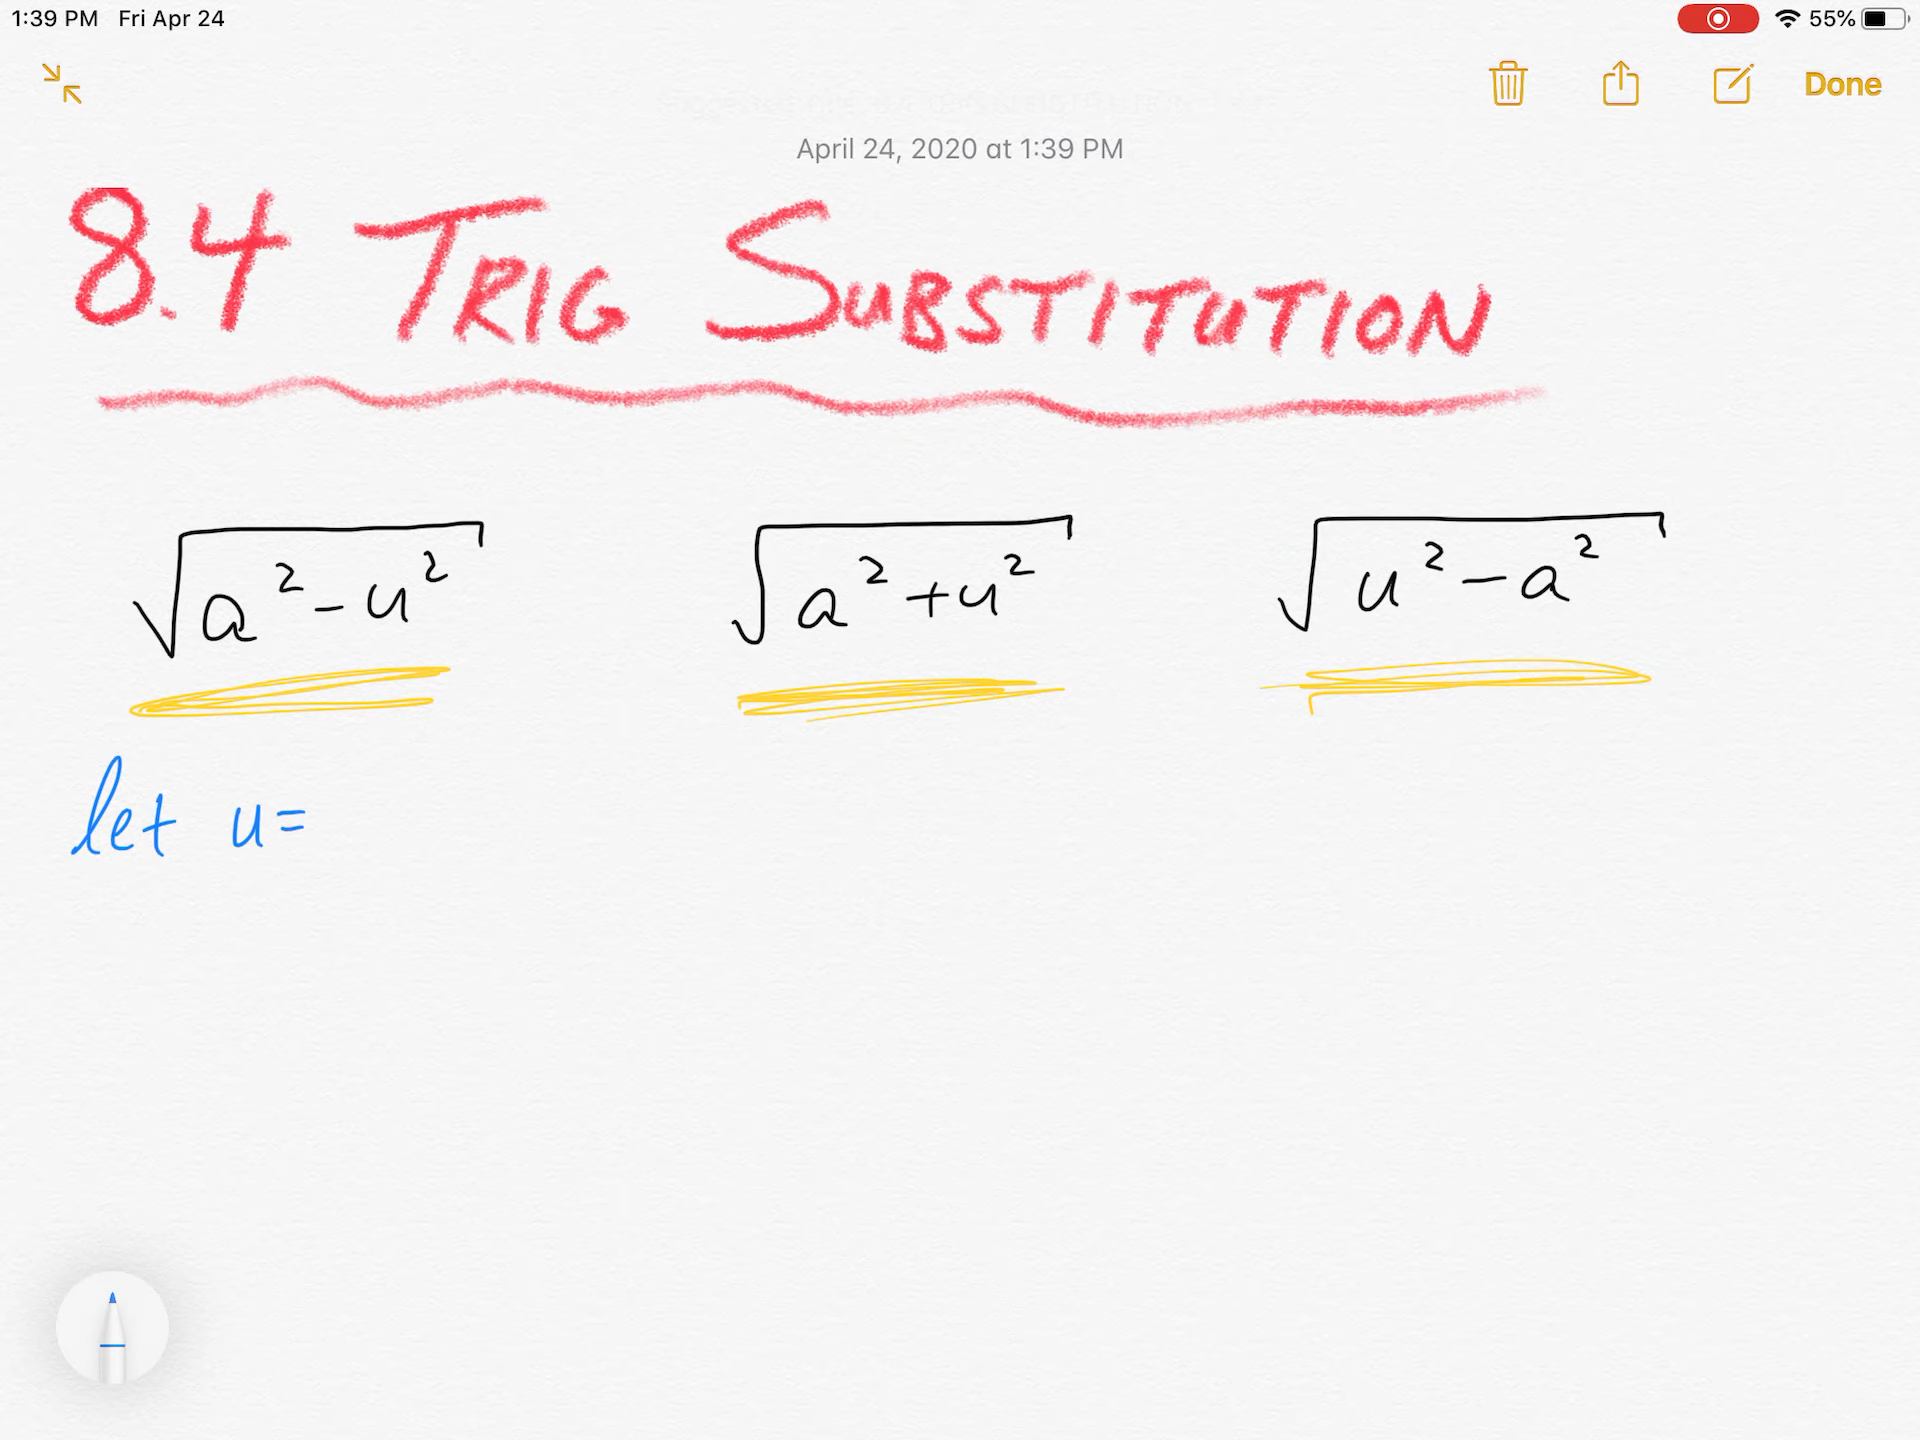 1:39 PM Fri Apr 24 55%
Done
April 24, 2020 at 1:39 PM
8.4 TRIG SUBSTITUTION
√a²-u² √a²+u² √u²-a²
let u=